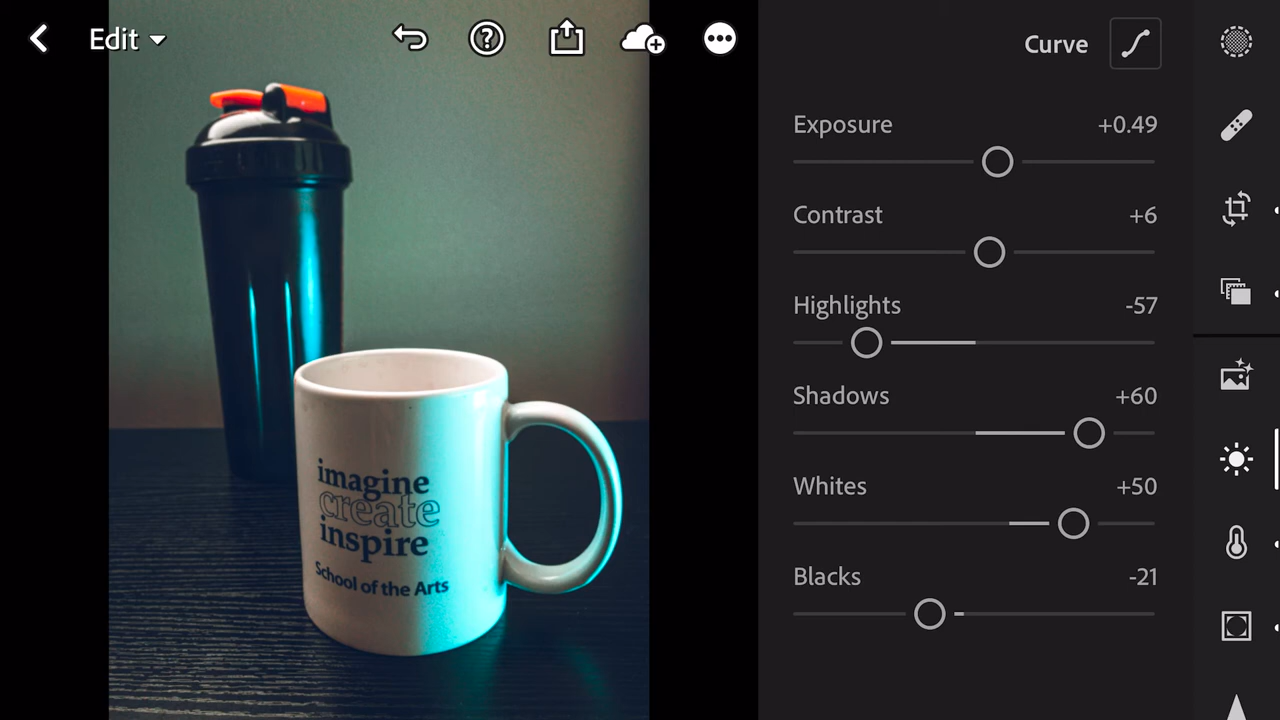 Edit
Curve
Exposure +0.49
Contrast +6
Highlights -57
Shadows +60
Whites +50
Blacks -21
imagine
create
inspire
School of the Arts